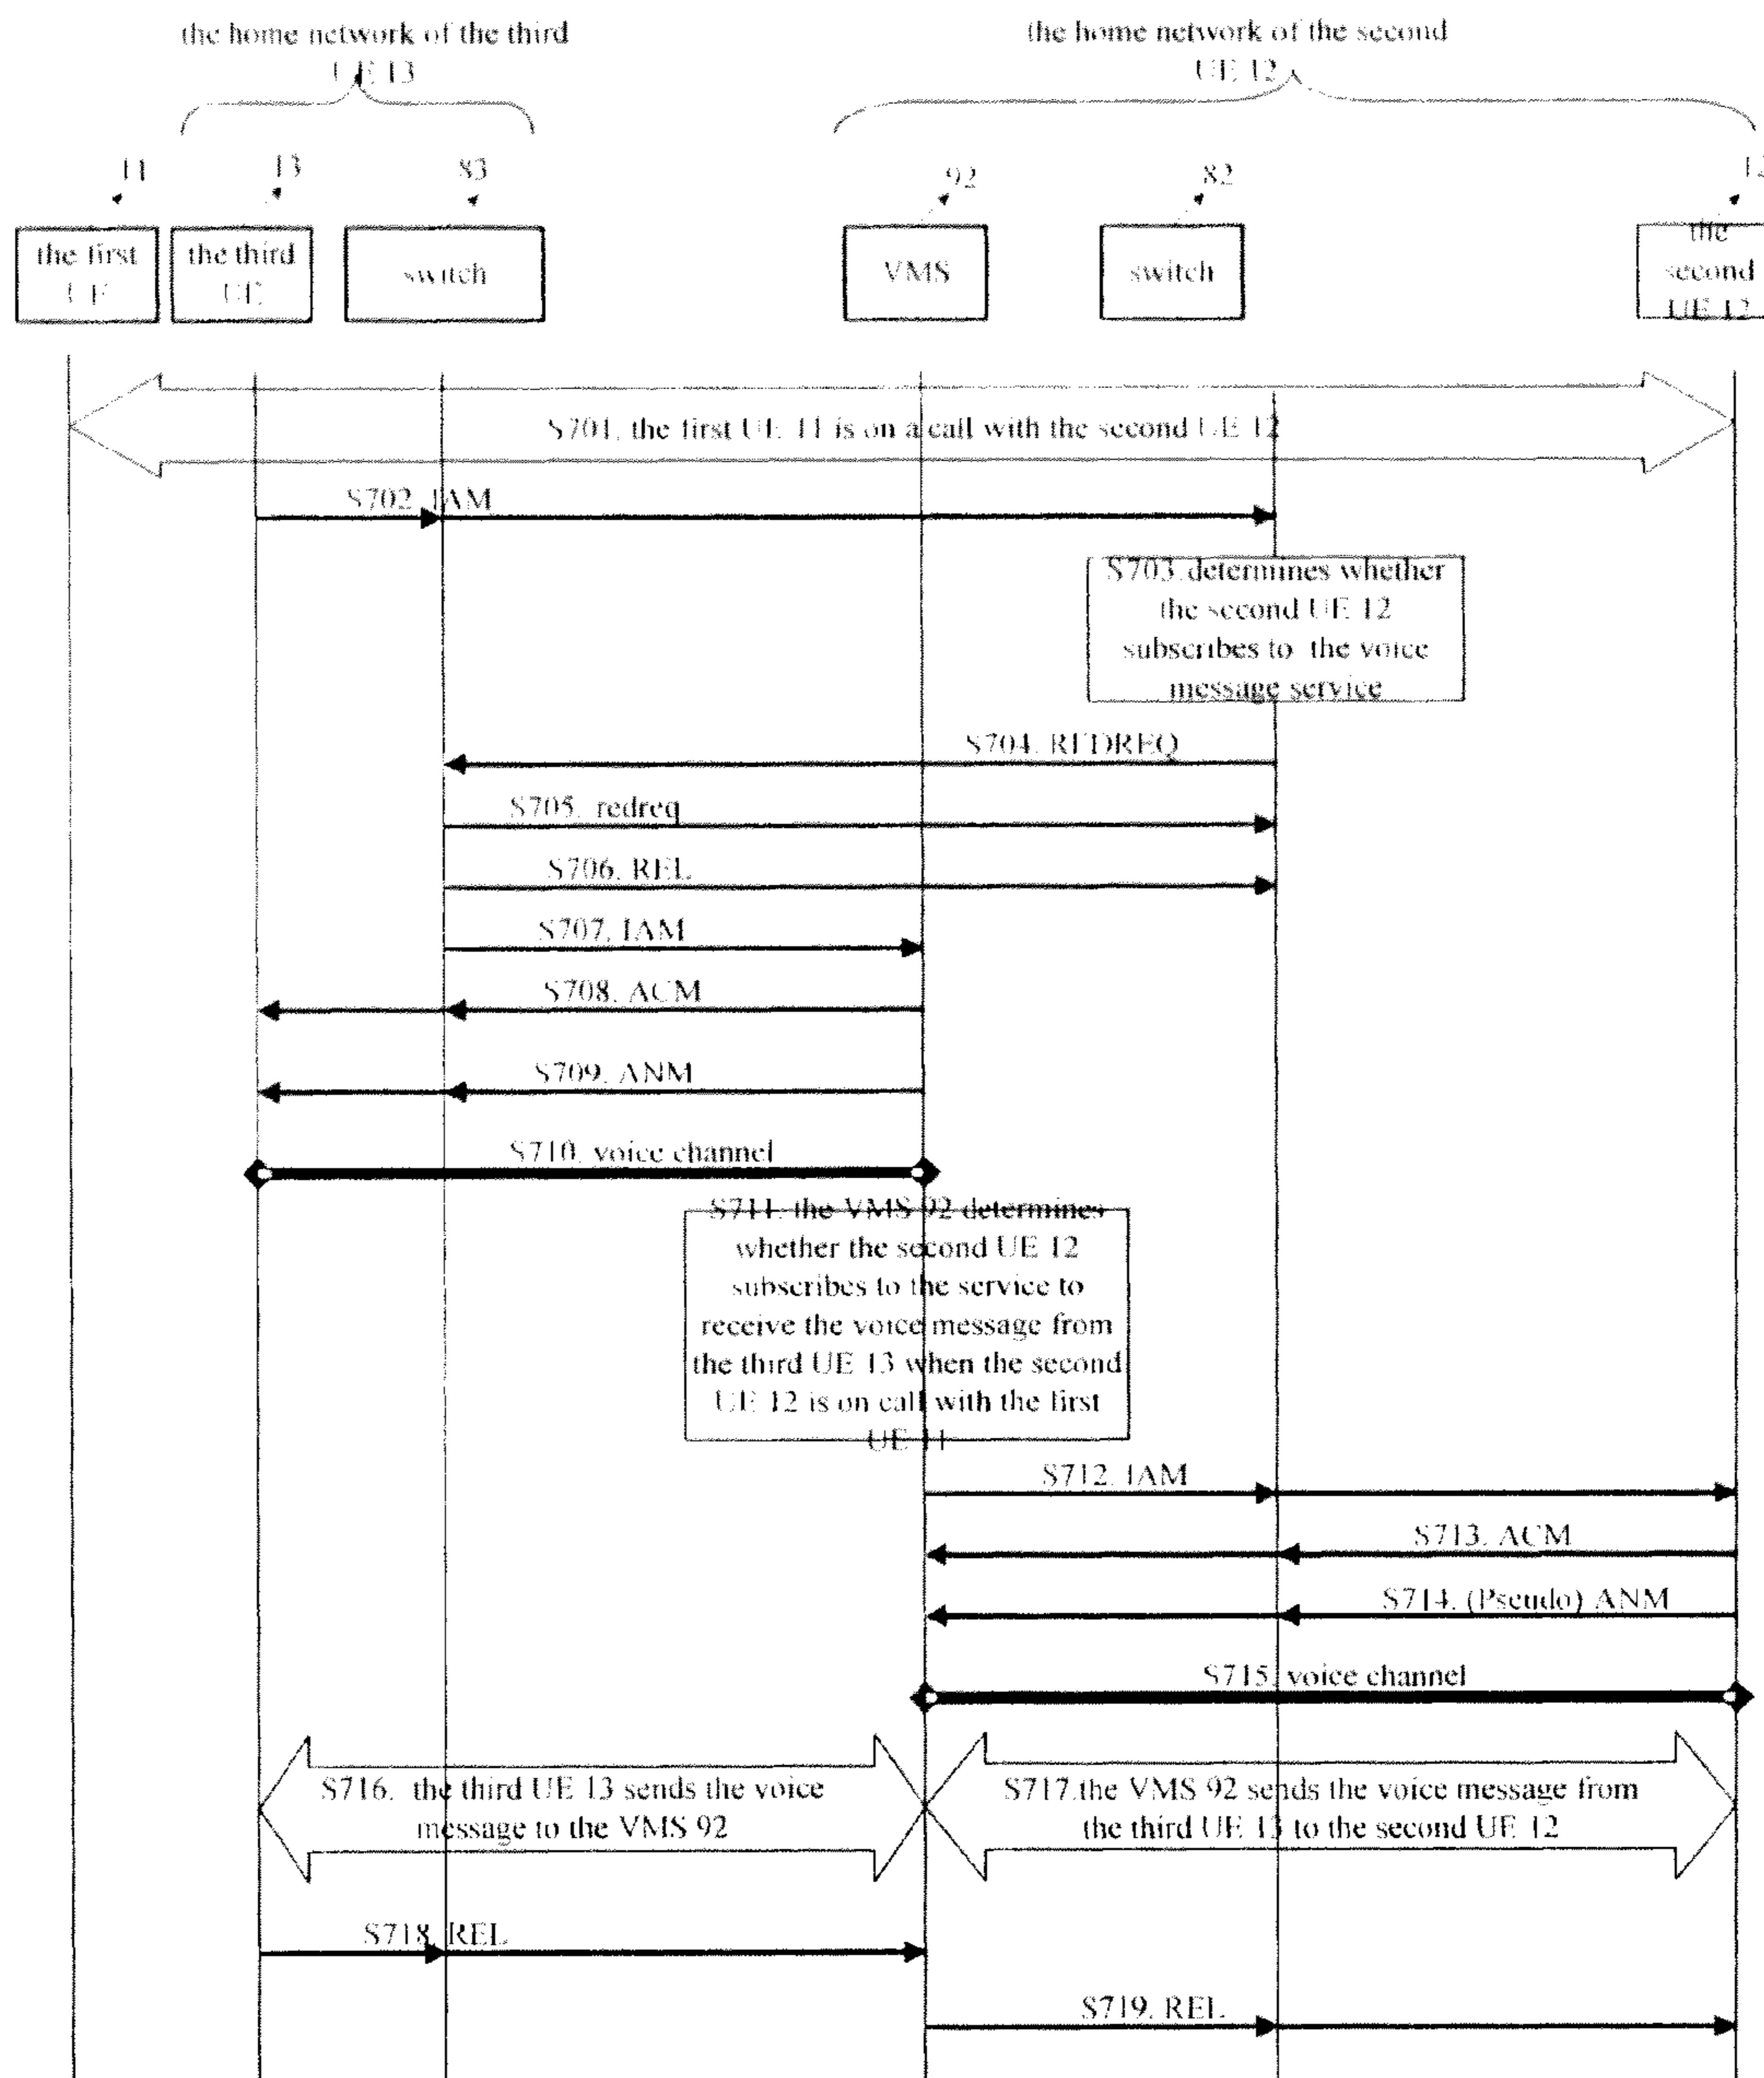 the home network of the third
UE 13
the home network of the second
UE 12
11
13
83
92
82
12
the first
UE
the third
UE
switch
VMS
switch
the
second
UE 12
S701. the first UE 11 is on a call with the second UE 12
S702. IAM
S703. determines whether
the second UE 12
subscribes to the voice
message service
S704. REDREQ
S705. redreq
S706. REL
S707. IAM
S708. ACM
S709. ANM
S710. voice channel
S711. the VMS 92 determines
whether the second UE 12
subscribes to the service to
receive the voice message from
the third UE 13 when the second
UE 12 is on call with the first
UE 11
S712. IAM
S713. ACM
S714. (Pseudo) ANM
S715. voice channel
S716. the third UE 13 sends the voice
message to the VMS 92
S717.the VMS 92 sends the voice message from
the third UE 13 to the second UE 12
S718. REL
S719. REL